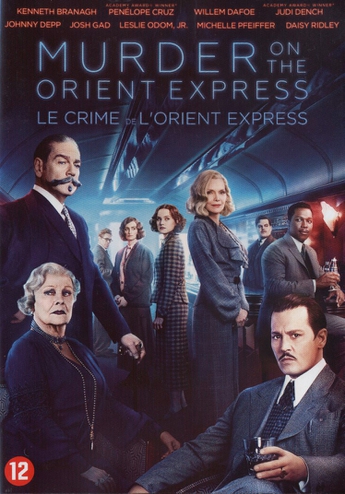 KENNETH BRANAGH
ACADEMY AWARD® WINNER
PENÉLOPE CRUZ
WILLEM DAFOE
ACADEMY AWARD® WINNER
JUDI DENCH
JOHNNY DEPP JOSH GAD LESLIE ODOM, JR. MICHELLE PFEIFFER DAISY RIDLEY
MURDER ON THE
ORIENT EXPRESS
LE CRIME DE L'ORIENT EXPRESS
12